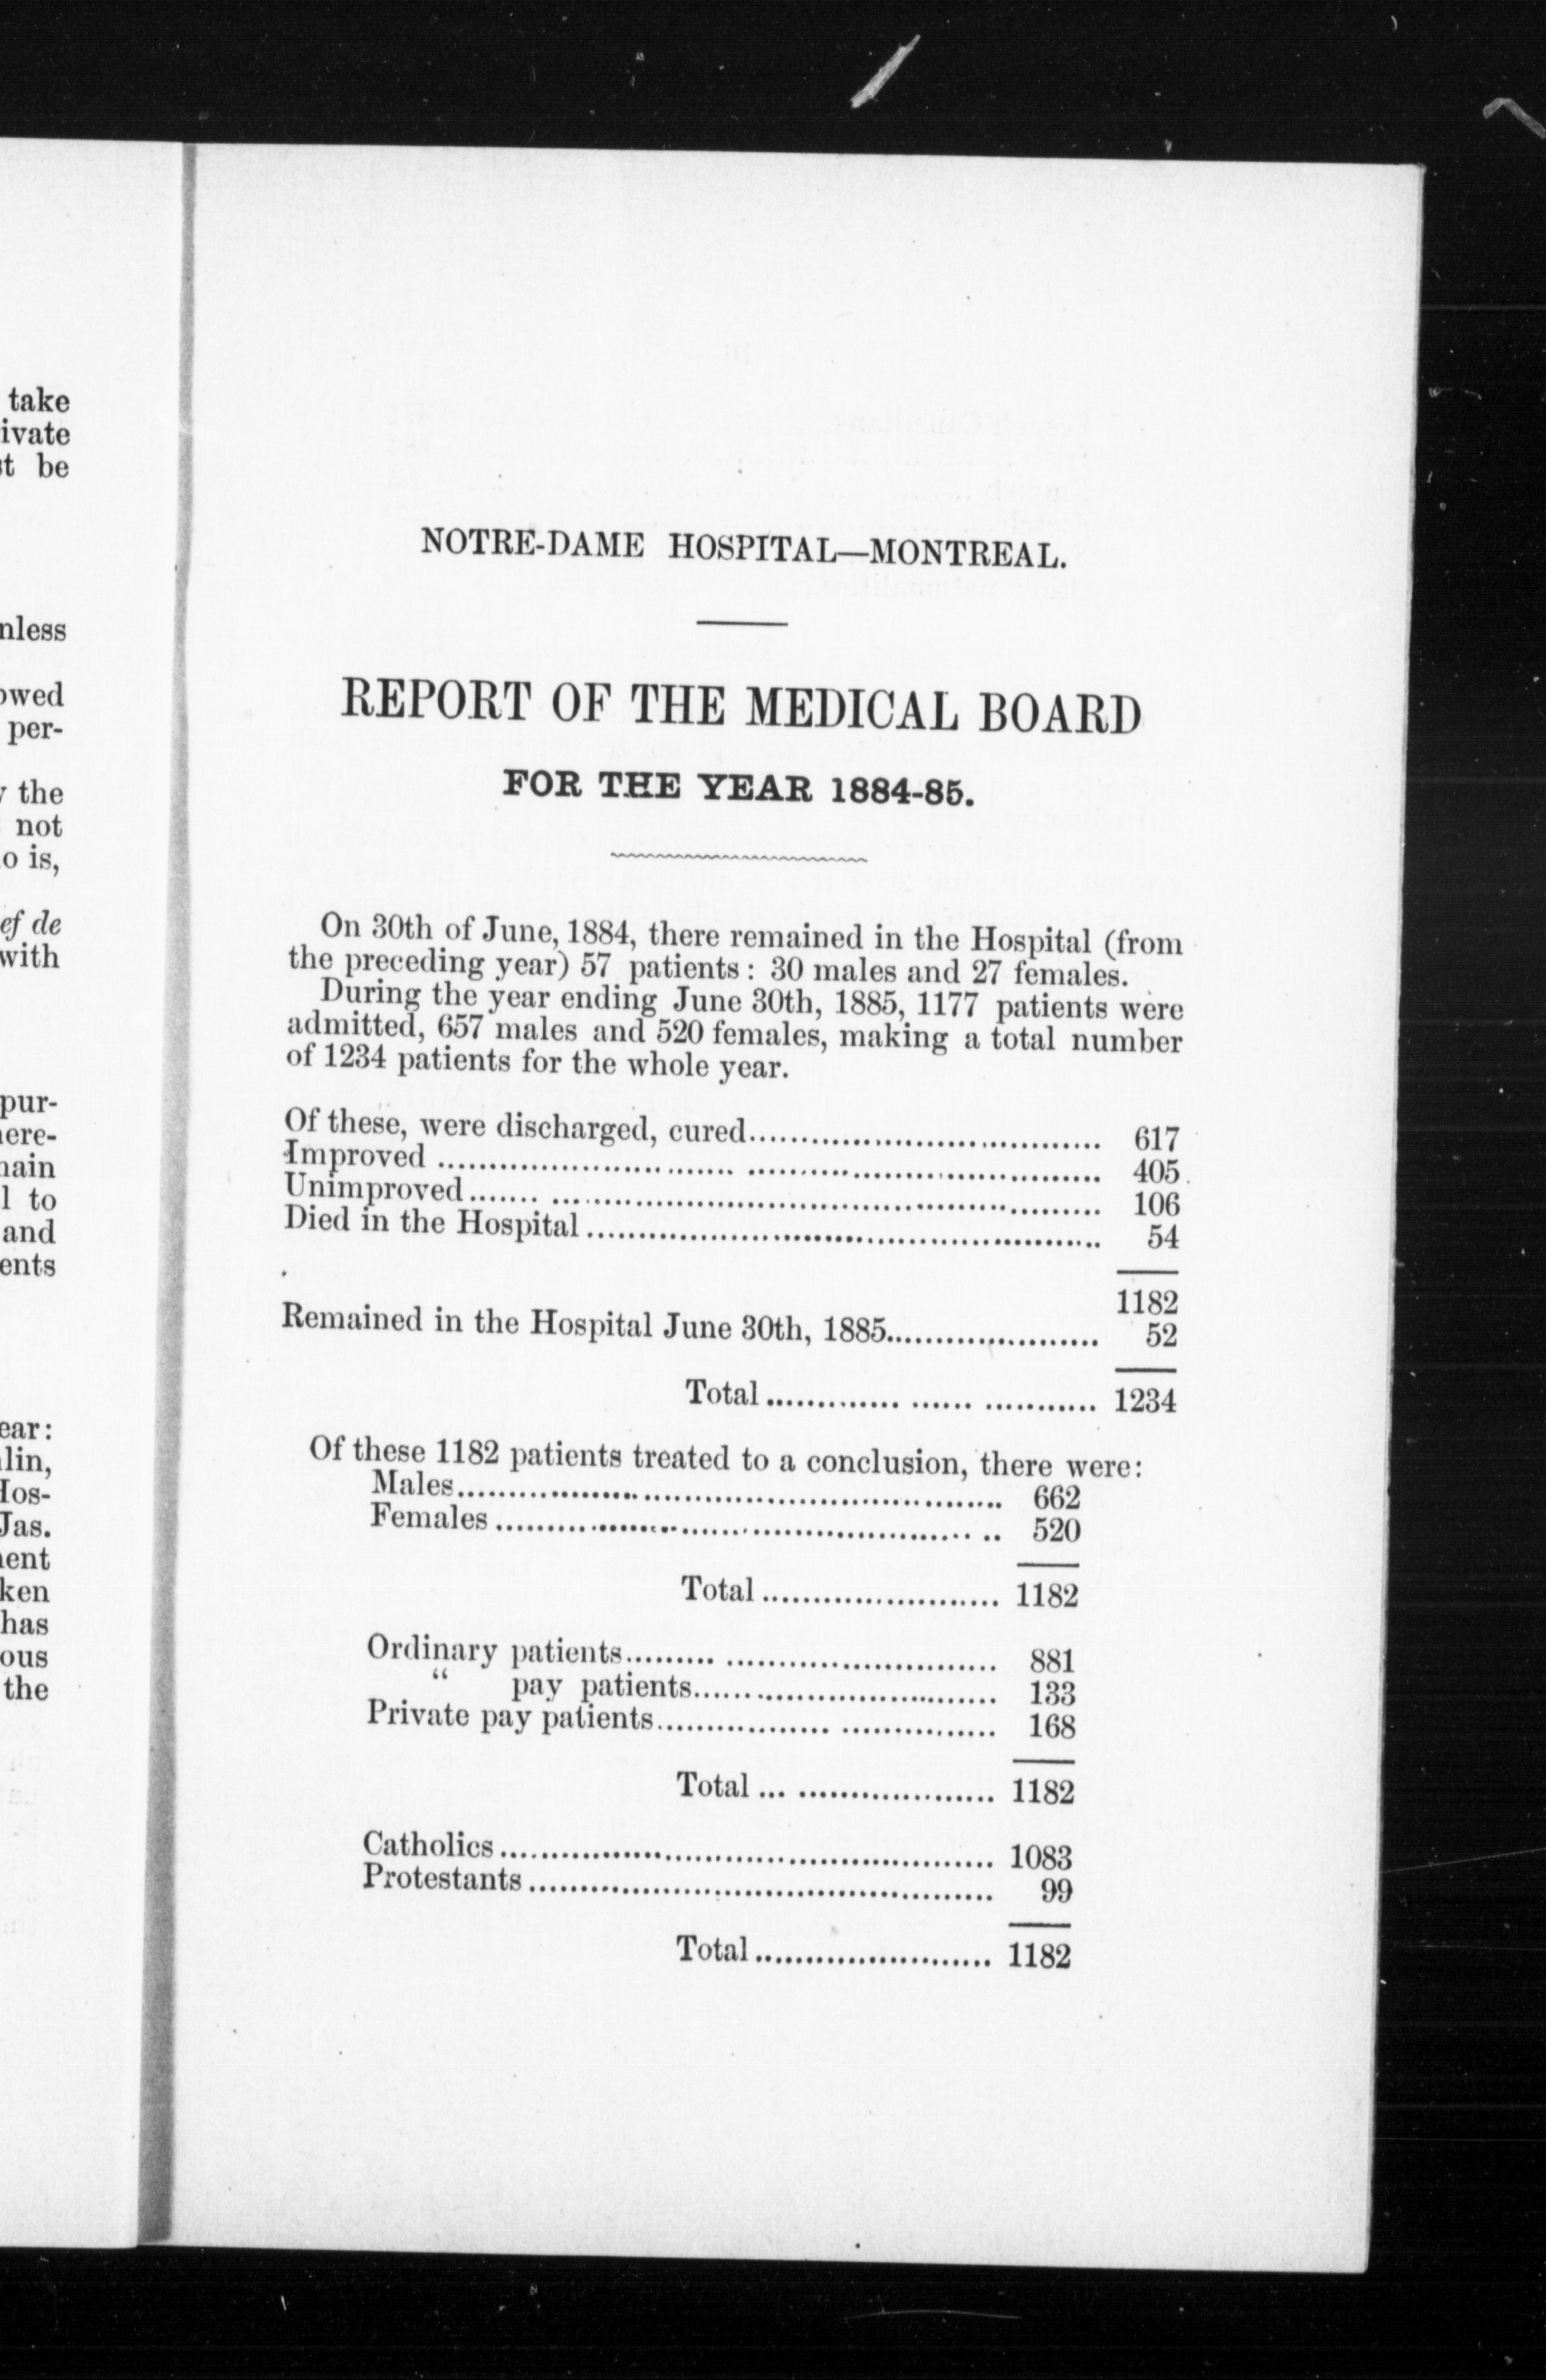 take
ivate
st be
nless
owed
per-
y the
not
o is,
ef de
with
pur-
here-
main
l to
and
ents
ear:
lin,
Hos-
Jas.
ment
ken
has
ous
the
NOTRE-DAME HOSPITAL—MONTREAL.
REPORT OF THE MEDICAL BOARD
FOR THE YEAR 1884-85.
On 30th of June, 1884, there remained in the Hospital (from
the preceding year) 57 patients: 30 males and 27 females.
During the year ending June 30th, 1885, 1177 patients were
admitted, 657 males and 520 females, making a total number
of 1234 patients for the whole year.
Of these, were discharged, cured.................................. 617
Improved .................................................................. 405
Unimproved............................................................... 106
Died in the Hospital................................................... 54
1182
Remained in the Hospital June 30th, 1885..................... 52
Total................................ 1234
Of these 1182 patients treated to a conclusion, there were:
Males...................................................... 662
Females................................................... 520
Total........................ 1182
Ordinary patients..................................... 881
“ pay patients............................... 133
Private pay patients................................. 168
Total........................ 1182
Catholics................................................. 1083
Protestants.............................................. 99
Total........................ 1182